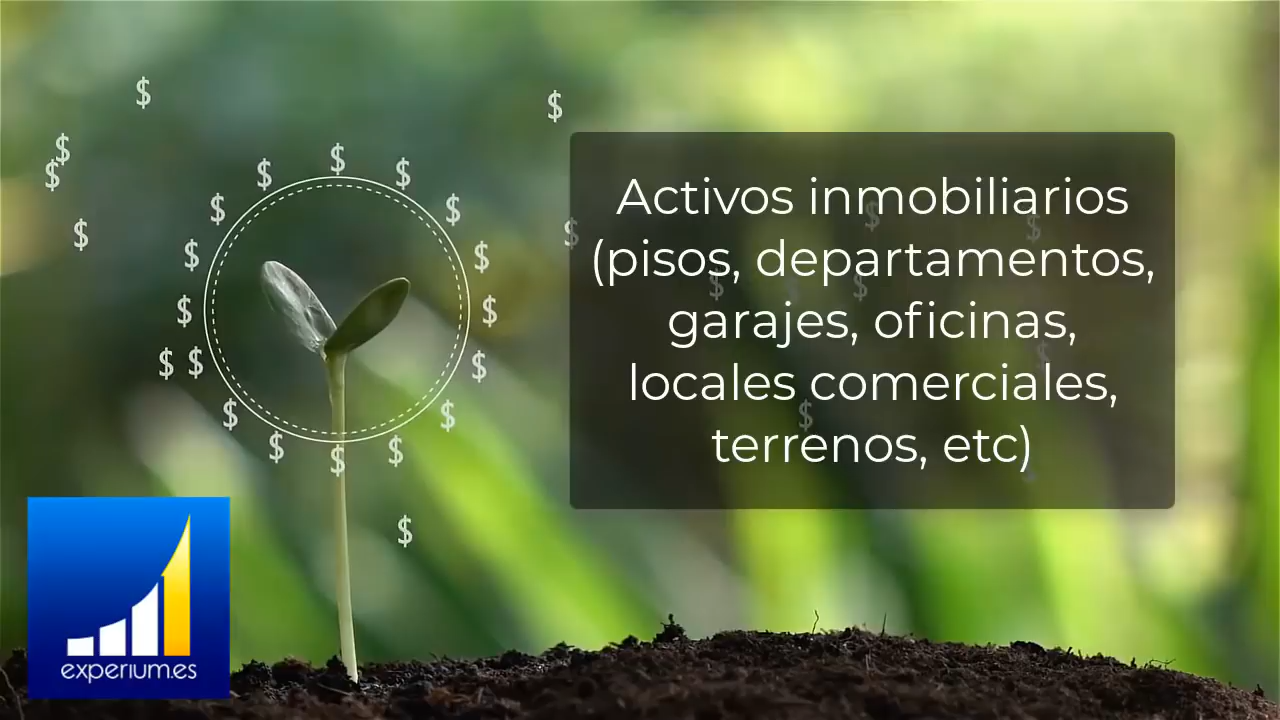 Activos inmobiliarios
(pisos, departamentos,
garajes, oficinas,
locales comerciales,
terrenos, etc)
experium.es